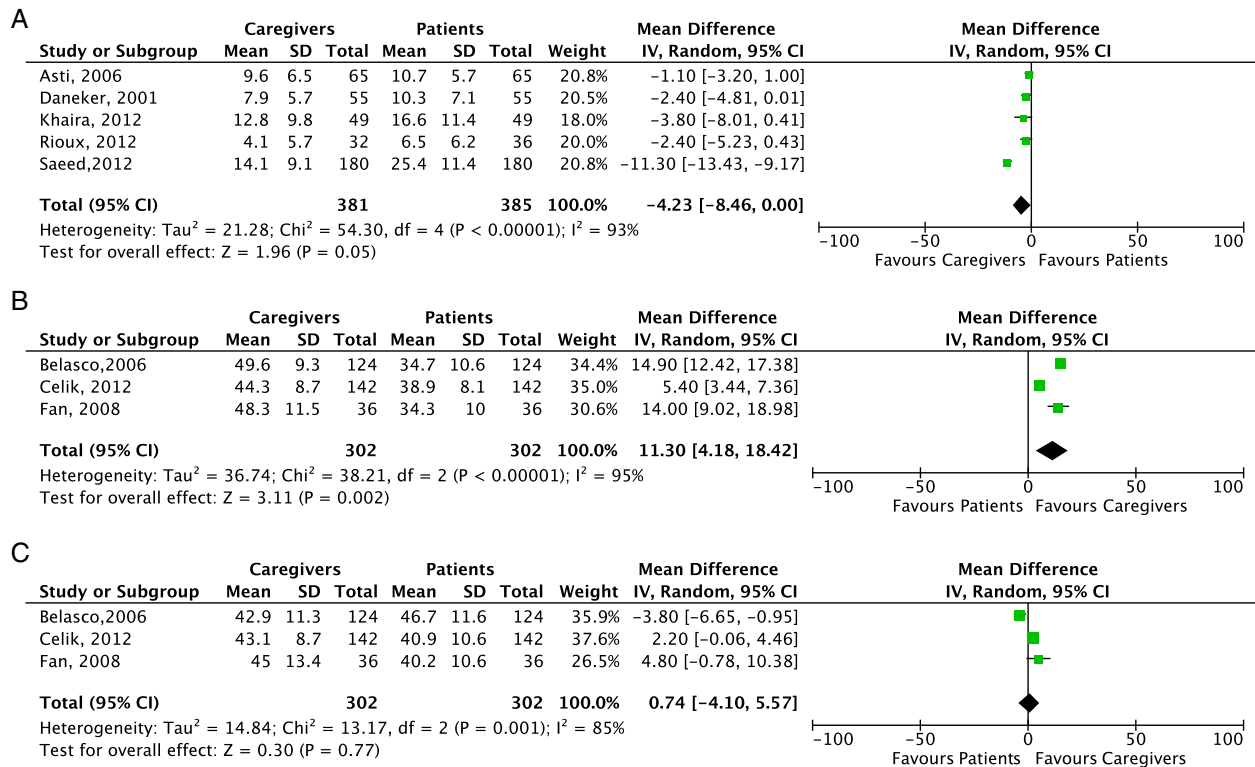 A
Caregivers Patients Mean Difference Mean Difference
Study or Subgroup Mean SD Total Mean SD Total Weight IV, Random, 95% CI IV, Random, 95% CI
Asti, 2006 9.6 6.5 65 10.7 5.7 65 20.8% −1.10 [−3.20, 1.00]
Daneker, 2001 7.9 5.7 55 10.3 7.1 55 20.5% −2.40 [−4.81, 0.01]
Khaira, 2012 12.8 9.8 49 16.6 11.4 49 18.0% −3.80 [−8.01, 0.41]
Rioux, 2012 4.1 5.7 32 6.5 6.2 36 20.0% −2.40 [−5.23, 0.43]
Saeed,2012 14.1 9.1 180 25.4 11.4 180 20.8% −11.30 [−13.43, −9.17]
Total (95% CI) 381 385 100.0% −4.23 [−8.46, 0.00]
Heterogeneity: Tau² = 21.28; Chi² = 54.30, df = 4 (P < 0.00001); I² = 93%
Test for overall effect: Z = 1.96 (P = 0.05)
−100 −50 0 50 100
Favours Caregivers Favours Patients
B
Caregivers Patients Mean Difference Mean Difference
Study or Subgroup Mean SD Total Mean SD Total Weight IV, Random, 95% CI IV, Random, 95% CI
Belasco,2006 49.6 9.3 124 34.7 10.6 124 34.4% 14.90 [12.42, 17.38]
Celik, 2012 44.3 8.7 142 38.9 8.1 142 35.0% 5.40 [3.44, 7.36]
Fan, 2008 48.3 11.5 36 34.3 10 36 30.6% 14.00 [9.02, 18.98]
Total (95% CI) 302 302 100.0% 11.30 [4.18, 18.42]
Heterogeneity: Tau² = 36.74; Chi² = 38.21, df = 2 (P < 0.00001); I² = 95%
Test for overall effect: Z = 3.11 (P = 0.002)
−100 −50 0 50 100
Favours Patients Favours Caregivers
C
Caregivers Patients Mean Difference Mean Difference
Study or Subgroup Mean SD Total Mean SD Total Weight IV, Random, 95% CI IV, Random, 95% CI
Belasco,2006 42.9 11.3 124 46.7 11.6 124 35.9% −3.80 [−6.65, −0.95]
Celik, 2012 43.1 8.7 142 40.9 10.6 142 37.6% 2.20 [−0.06, 4.46]
Fan, 2008 45 13.4 36 40.2 10.6 36 26.5% 4.80 [−0.78, 10.38]
Total (95% CI) 302 302 100.0% 0.74 [−4.10, 5.57]
Heterogeneity: Tau² = 14.84; Chi² = 13.17, df = 2 (P = 0.001); I² = 85%
Test for overall effect: Z = 0.30 (P = 0.77)
−100 −50 0 50 100
Favours Patients Favours Caregivers